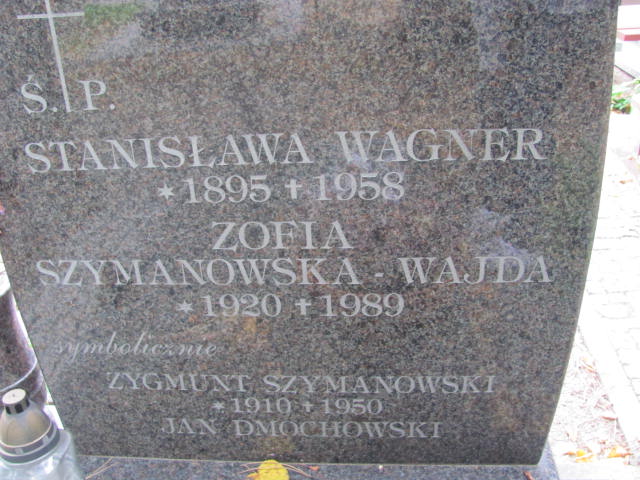 Ś. P.
STANISŁAWA WAGNER
* 1895 † 1958
ZOFIA
SZYMANOWSKA - WAJDA
* 1920 † 1989
symbolicznie
ZYGMUNT SZYMANOWSKI
* 1910 † 1950
JAN DMOCHOWSKI